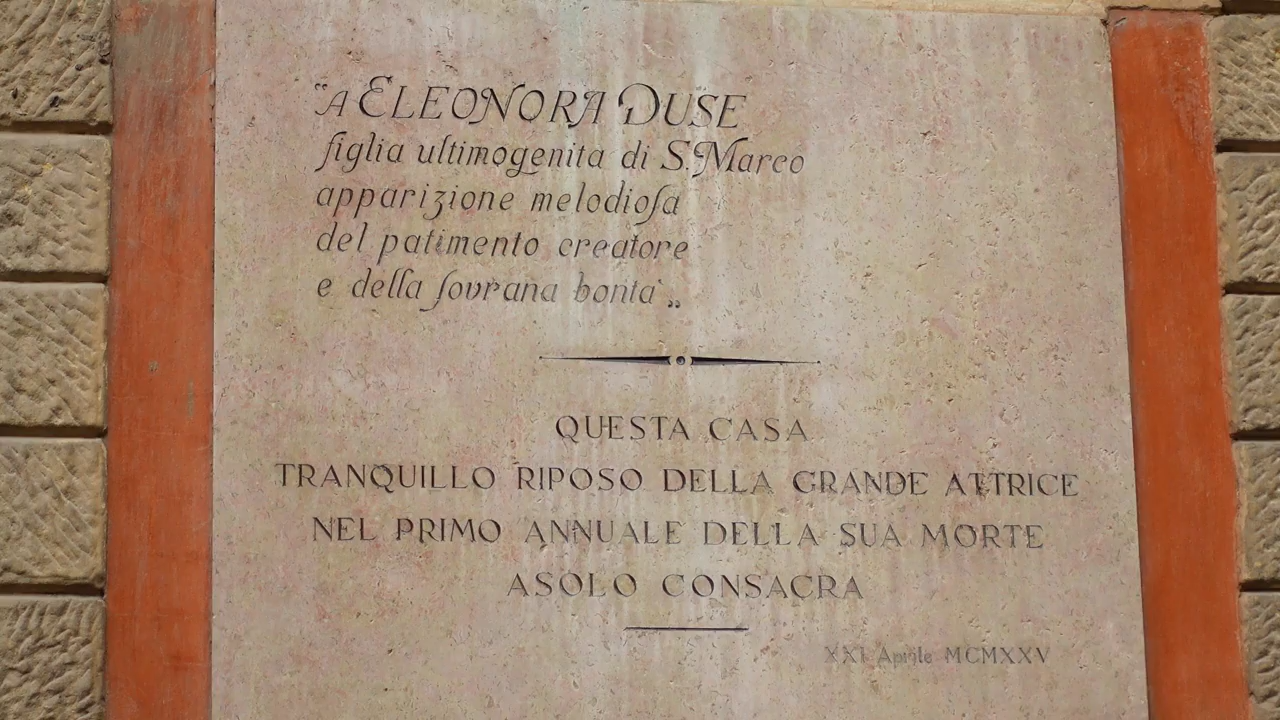 "A ELEONORA DUSE
figlia ultimogenita di S. Marco
apparizione melodioſa
del patimento creatore
e della ſovrana bonta`„
QUESTA CASA
TRANQUILLO RIPOSO DELLA GRANDE ATTRICE
NEL PRIMO ANNUALE DELLA SUA MORTE
ASOLO CONSACRA
XXI Aprile MCMXXV